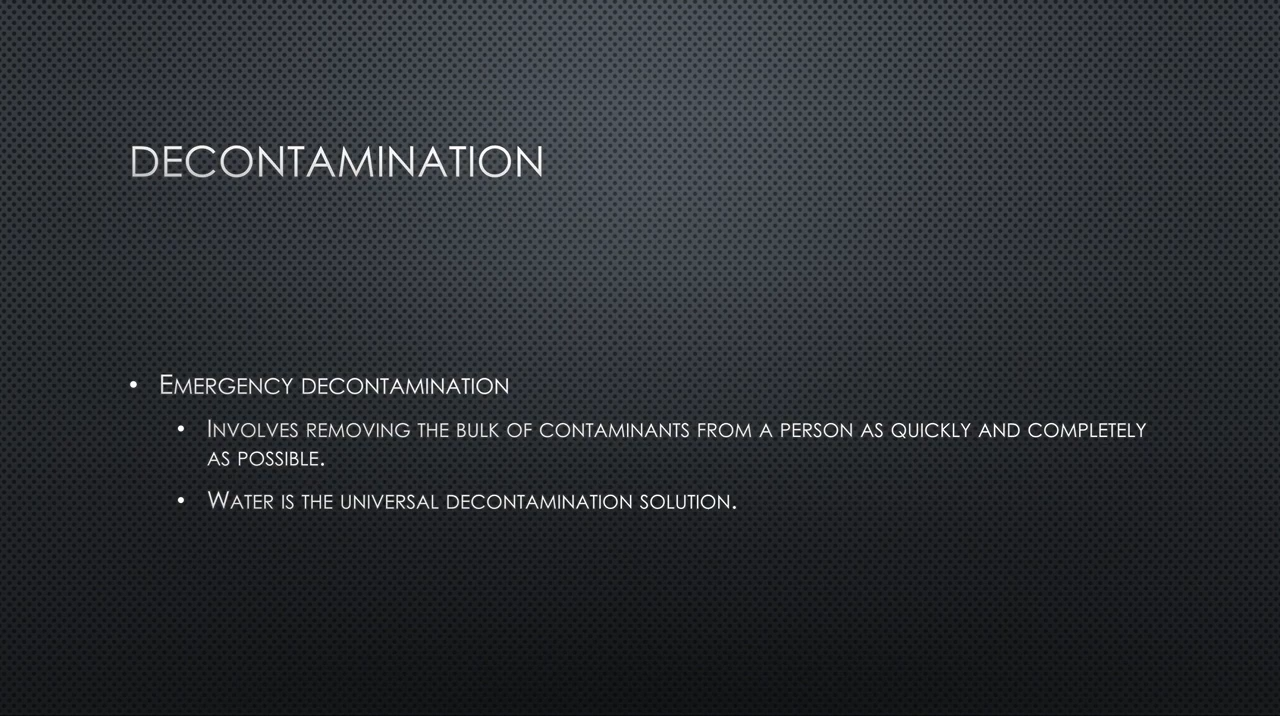 DECONTAMINATION
• Emergency decontamination
• Involves removing the bulk of contaminants from a person as quickly and completely
as possible.
• Water is the universal decontamination solution.